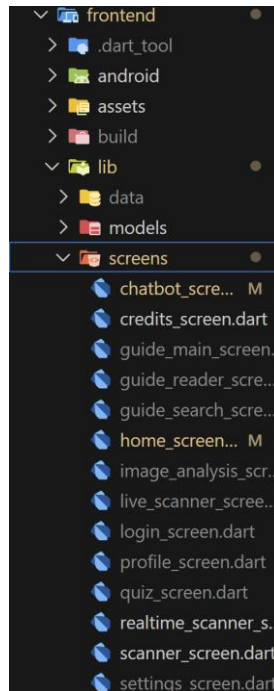 frontend
.dart_tool
android
assets
build
lib
data
models
screens
chatbot_scre... M
credits_screen.dart
guide_main_screen.
guide_reader_scre...
guide_search_scre...
home_screen... M
image_analysis_scr...
live_scanner_scree...
login_screen.dart
profile_screen.dart
quiz_screen.dart
realtime_scanner_s.
scanner_screen.dart
settings_screen.dart